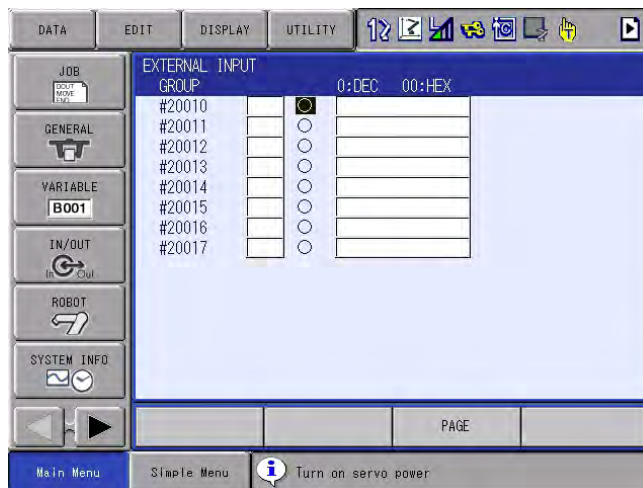 DATA EDIT DISPLAY UTILITY
JOB
DOUT
MOVE
END
GENERAL
VARIABLE
B001
IN/OUT
In Out
ROBOT
SYSTEM INFO
EXTERNAL INPUT
GROUP 0:DEC 00:HEX
#20010
#20011
#20012
#20013
#20014
#20015
#20016
#20017
PAGE
Main Menu Simple Menu Turn on servo power